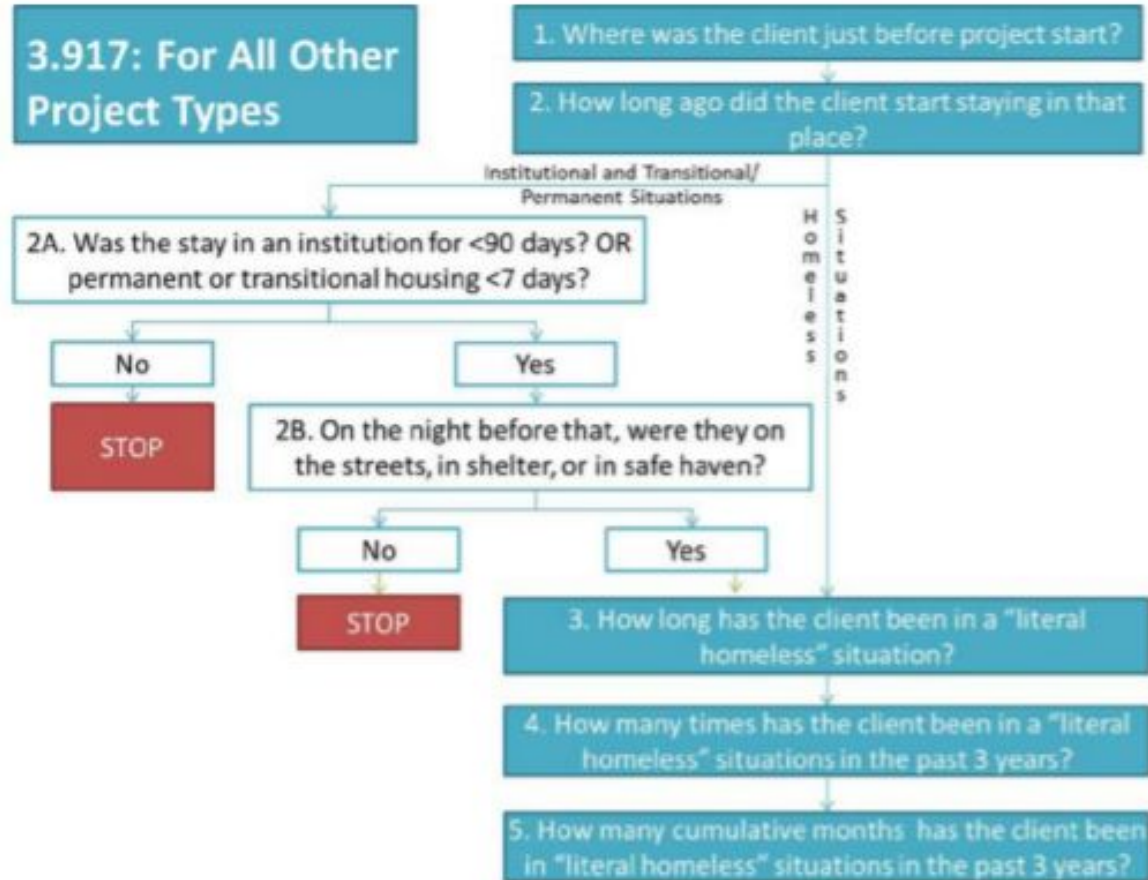 3.917: For All Other
Project Types
1. Where was the client just before project start?
2. How long ago did the client start staying in that
place?
Institutional and Transitional/
Permanent Situations
Homeless
Situations
2A. Was the stay in an institution for <90 days? OR
permanent or transitional housing <7 days?
No
Yes
STOP
2B. On the night before that, were they on
the streets, in shelter, or in safe haven?
No
Yes
STOP
3. How long has the client been in a "literal
homeless" situation?
4. How many times has the client been in a "literal
homeless" situations in the past 3 years?
5. How many cumulative months has the client been
in "literal homeless" situations in the past 3 years?